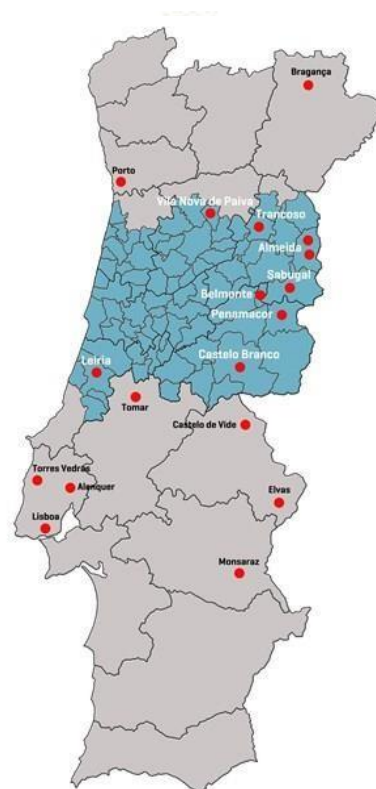 Bragança
Porto
Vila Nova de Paiva
Trancoso
Almeida
Sabugal
Belmonte
Penamacor
Leiria
Castelo Branco
Tomar
Castelo de Vide
Torres Vedras
Alenquer
Elvas
Lisboa
Monsaraz